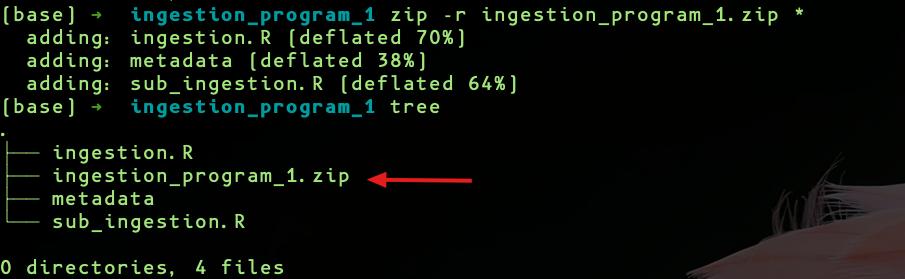 [base] → ingestion_program_1 zip -r ingestion_program_1.zip *
adding: ingestion.R [deflated 70%]
adding: metadata [deflated 38%]
adding: sub_ingestion.R [deflated 64%]
[base] → ingestion_program_1 tree
.
├── ingestion.R
├── ingestion_program_1.zip
├── metadata
└── sub_ingestion.R
0 directories, 4 files